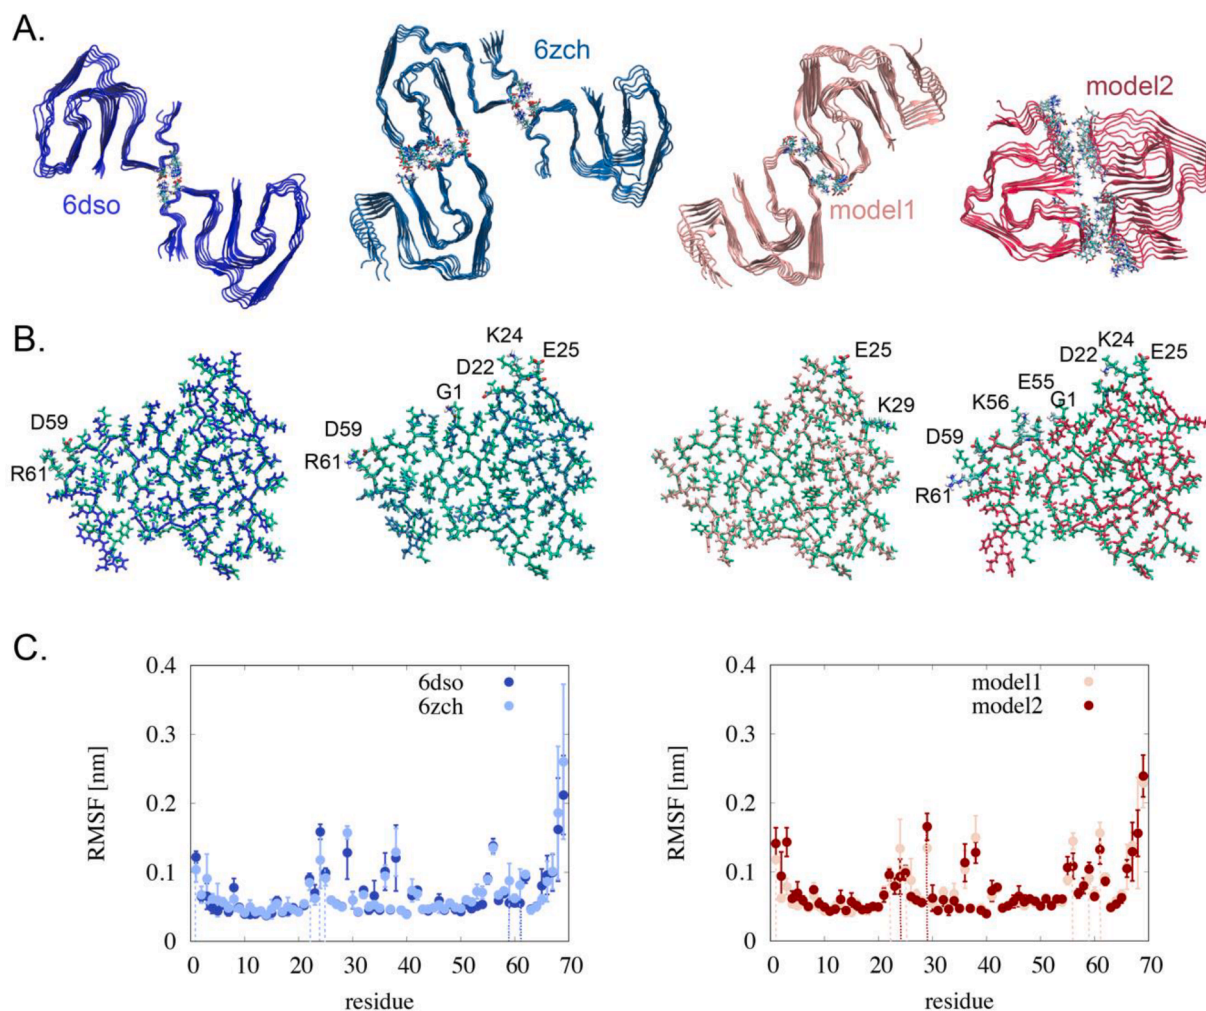 A.
6dso
6zch
model1
model2
B.
D59
R61
K24
D22
E25
G1
D59
R61
E25
K29
K24
D22
E25
E55
G1
K56
D59
R61
C.
0.4
0.3
0.2
0.1
0
RMSF [nm]
6dso
6zch
0 10 20 30 40 50 60 70
residue
0.4
0.3
0.2
0.1
0
RMSF [nm]
model1
model2
0 10 20 30 40 50 60 70
residue